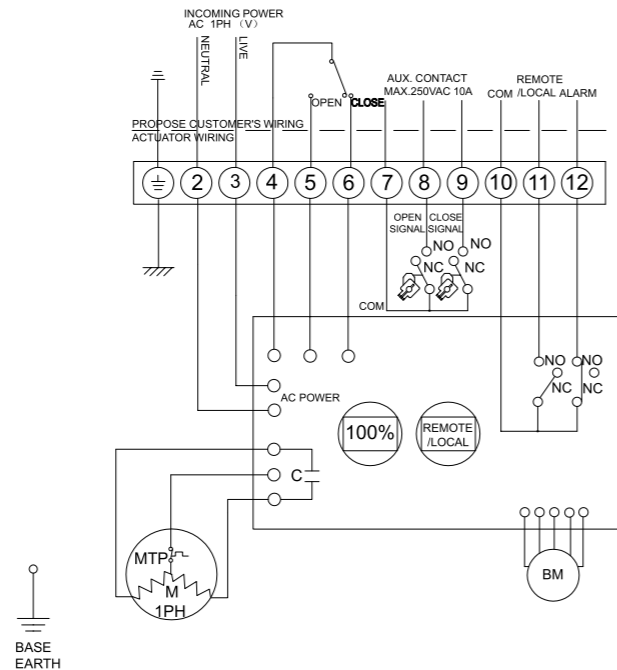 INCOMING POWER
AC 1PH (V)
NEUTRAL
LIVE
OPEN CLOSE
AUX. CONTACT
MAX.250VAC 10A
REMOTE
COM /LOCAL ALARM
PROPOSE CUSTOMER'S WIRING
ACTUATOR WIRING
2 3 4 5 6 7 8 9 10 11 12
OPEN CLOSE
SIGNAL SIGNAL
NO NO
NC NC
COM
NO NO
NC NC
AC POWER
100%
REMOTE
/LOCAL
C
MTP
M
1PH
BM
BASE
EARTH